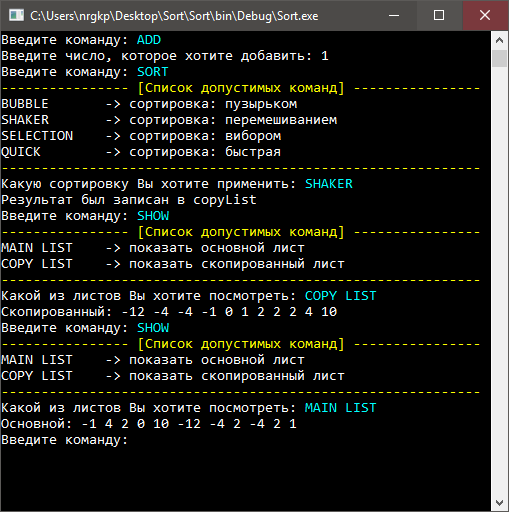 C:\Users\nrgkp\Desktop\Sort\Sort\bin\Debug\Sort.exe
Введите команду: ADD
Введите число, которое хотите добавить: 1
Введите команду: SORT
---------------- [Список допустимых команд] ----------------
BUBBLE       -> сортировка: пузырьком
SHAKER       -> сортировка: перемешиванием
SELECTION    -> сортировка: вибором
QUICK        -> сортировка: быстрая
------------------------------------------------------------
Какую сортировку Вы хотите применить: SHAKER
Результат был записан в copyList
Введите команду: SHOW
---------------- [Список допустимых команд] ----------------
MAIN LIST    -> показать основной лист
COPY LIST    -> показать скопированный лист
------------------------------------------------------------
Какой из листов Вы хотите посмотреть: COPY LIST
Скопированный: -12 -4 -4 -1 0 1 2 2 2 4 10
Введите команду: SHOW
---------------- [Список допустимых команд] ----------------
MAIN LIST    -> показать основной лист
COPY LIST    -> показать скопированный лист
------------------------------------------------------------
Какой из листов Вы хотите посмотреть: MAIN LIST
Основной: -1 4 2 0 10 -12 -4 2 -4 2 1
Введите команду: